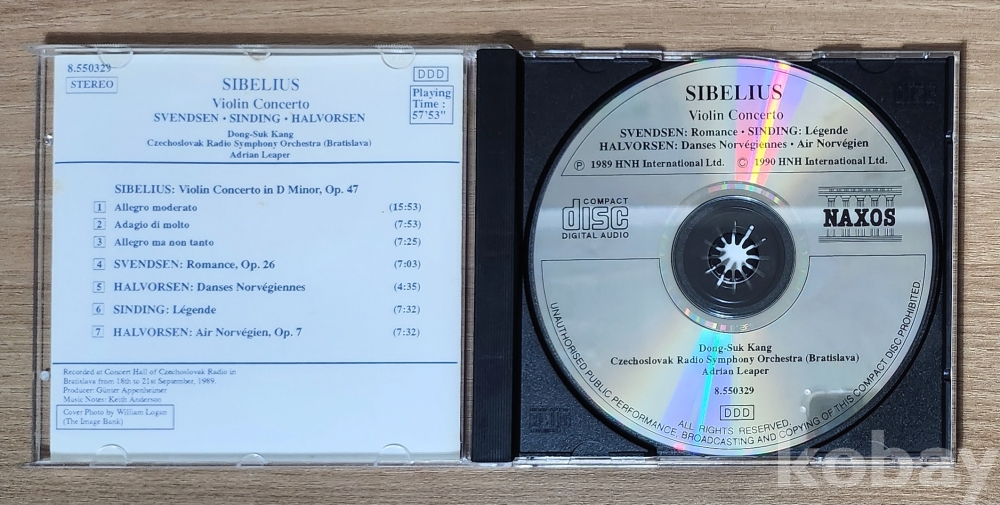 8.550329
STEREO
DDD
Playing
Time :
57'53"
SIBELIUS
Violin Concerto
SVENDSEN • SINDING • HALVORSEN
Dong-Suk Kang
Czechoslovak Radio Symphony Orchestra (Bratislava)
Adrian Leaper
SIBELIUS: Violin Concerto in D Minor, Op. 47
1 Allegro moderato (15:53)
2 Adagio di molto (7:53)
3 Allegro ma non tanto (7:25)
4 SVENDSEN: Romance, Op. 26 (7:03)
5 HALVORSEN: Danses Norvégiennes (4:35)
6 SINDING: Légende (7:32)
7 HALVORSEN: Air Norvégien, Op. 7 (7:32)
Recorded at Concert Hall of Czechoslovak Radio in
Bratislava from 18th to 21st September, 1989.
Producer: Günter Appenheimer
Music Notes: Keith Anderson
Cover Photo by William Logan
(The Image Bank)
SIBELIUS
Violin Concerto
SVENDSEN: Romance • SINDING: Légende
HALVORSEN: Danses Norvégiennes • Air Norvégien
Ⓟ 1989 HNH International Ltd. © 1990 HNH International Ltd.
COMPACT
disc
DIGITAL AUDIO
NAXOS
Dong-Suk Kang
Czechoslovak Radio Symphony Orchestra (Bratislava)
Adrian Leaper
8.550329
DDD
ALL RIGHTS RESERVED.
UNAUTHORISED PUBLIC PERFORMANCE, BROADCASTING AND COPYING OF THIS COMPACT DISC PROHIBITED.
kobay